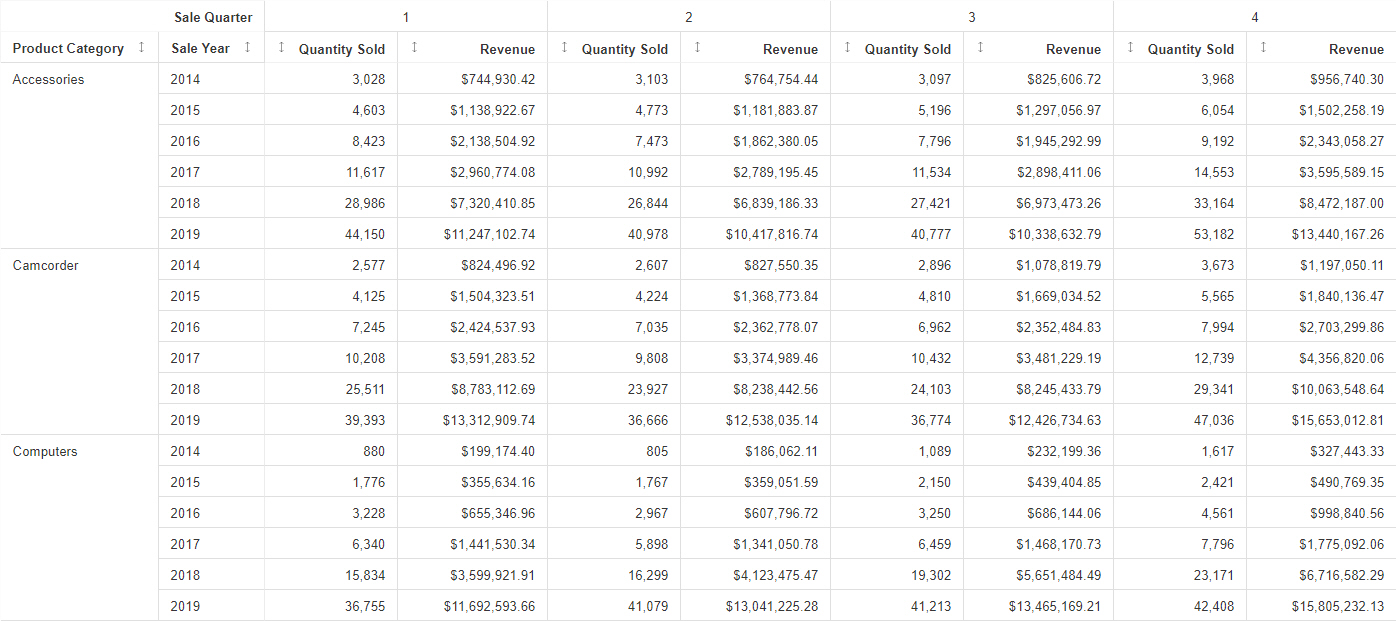 Sale Quarter 1 2 3 4
Product Category Sale Year Quantity Sold Revenue Quantity Sold Revenue Quantity Sold Revenue Quantity Sold Revenue
Accessories 2014 3,028 $744,930.42 3,103 $764,754.44 3,097 $825,606.72 3,968 $956,740.30
2015 4,603 $1,138,922.67 4,773 $1,181,883.87 5,196 $1,297,056.97 6,054 $1,502,258.19
2016 8,423 $2,138,504.92 7,473 $1,862,380.05 7,796 $1,945,292.99 9,192 $2,343,058.27
2017 11,617 $2,960,774.08 10,992 $2,789,195.45 11,534 $2,898,411.06 14,553 $3,595,589.15
2018 28,986 $7,320,410.85 26,844 $6,839,186.33 27,421 $6,973,473.26 33,164 $8,472,187.00
2019 44,150 $11,247,102.74 40,978 $10,417,816.74 40,777 $10,338,632.79 53,182 $13,440,167.26
Camcorder 2014 2,577 $824,496.92 2,607 $827,550.35 2,896 $1,078,819.79 3,673 $1,197,050.11
2015 4,125 $1,504,323.51 4,224 $1,368,773.84 4,810 $1,669,034.52 5,565 $1,840,136.47
2016 7,245 $2,424,537.93 7,035 $2,362,778.07 6,962 $2,352,484.83 7,994 $2,703,299.86
2017 10,208 $3,591,283.52 9,808 $3,374,989.46 10,432 $3,481,229.19 12,739 $4,356,820.06
2018 25,511 $8,783,112.69 23,927 $8,238,442.56 24,103 $8,245,433.79 29,341 $10,063,548.64
2019 39,393 $13,312,909.74 36,666 $12,538,035.14 36,774 $12,426,734.63 47,036 $15,653,012.81
Computers 2014 880 $199,174.40 805 $186,062.11 1,089 $232,199.36 1,617 $327,443.33
2015 1,776 $355,634.16 1,767 $359,051.59 2,150 $439,404.85 2,421 $490,769.35
2016 3,228 $655,346.96 2,967 $607,796.72 3,250 $686,144.06 4,561 $998,840.56
2017 6,340 $1,441,530.34 5,898 $1,341,050.78 6,459 $1,468,170.73 7,796 $1,775,092.06
2018 15,834 $3,599,921.91 16,299 $4,123,475.47 19,302 $5,651,484.49 23,171 $6,716,582.29
2019 36,755 $11,692,593.66 41,079 $13,041,225.28 41,213 $13,465,169.21 42,408 $15,805,232.13